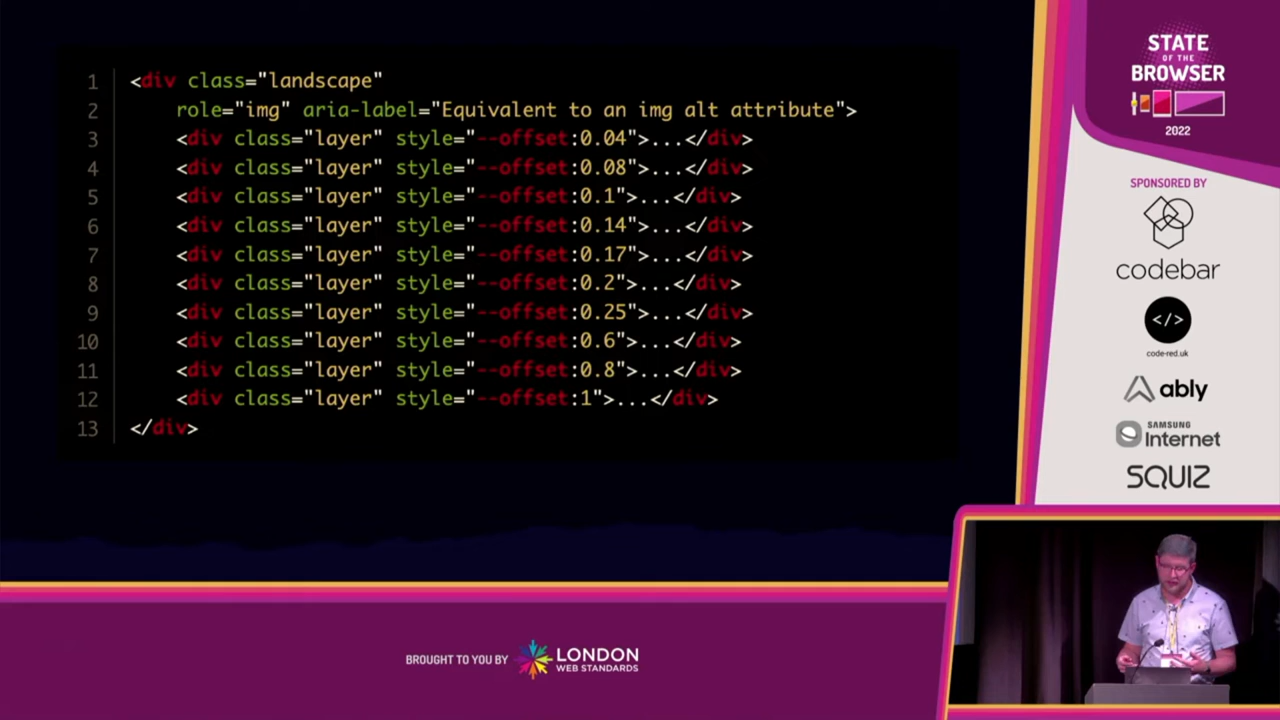 1 <div class="landscape"
2 role="img" aria-label="Equivalent to an img alt attribute">
3 <div class="layer" style="--offset:0.04">...</div>
4 <div class="layer" style="--offset:0.08">...</div>
5 <div class="layer" style="--offset:0.1">...</div>
6 <div class="layer" style="--offset:0.14">...</div>
7 <div class="layer" style="--offset:0.17">...</div>
8 <div class="layer" style="--offset:0.2">...</div>
9 <div class="layer" style="--offset:0.25">...</div>
10 <div class="layer" style="--offset:0.6">...</div>
11 <div class="layer" style="--offset:0.8">...</div>
12 <div class="layer" style="--offset:1">...</div>
13 </div>
STATE
OF THE
BROWSER
2022
SPONSORED BY
codebar
</>
code-red.uk
ably
SAMSUNG
Internet
SQUIZ
BROUGHT TO YOU BY
LONDON
WEB STANDARDS